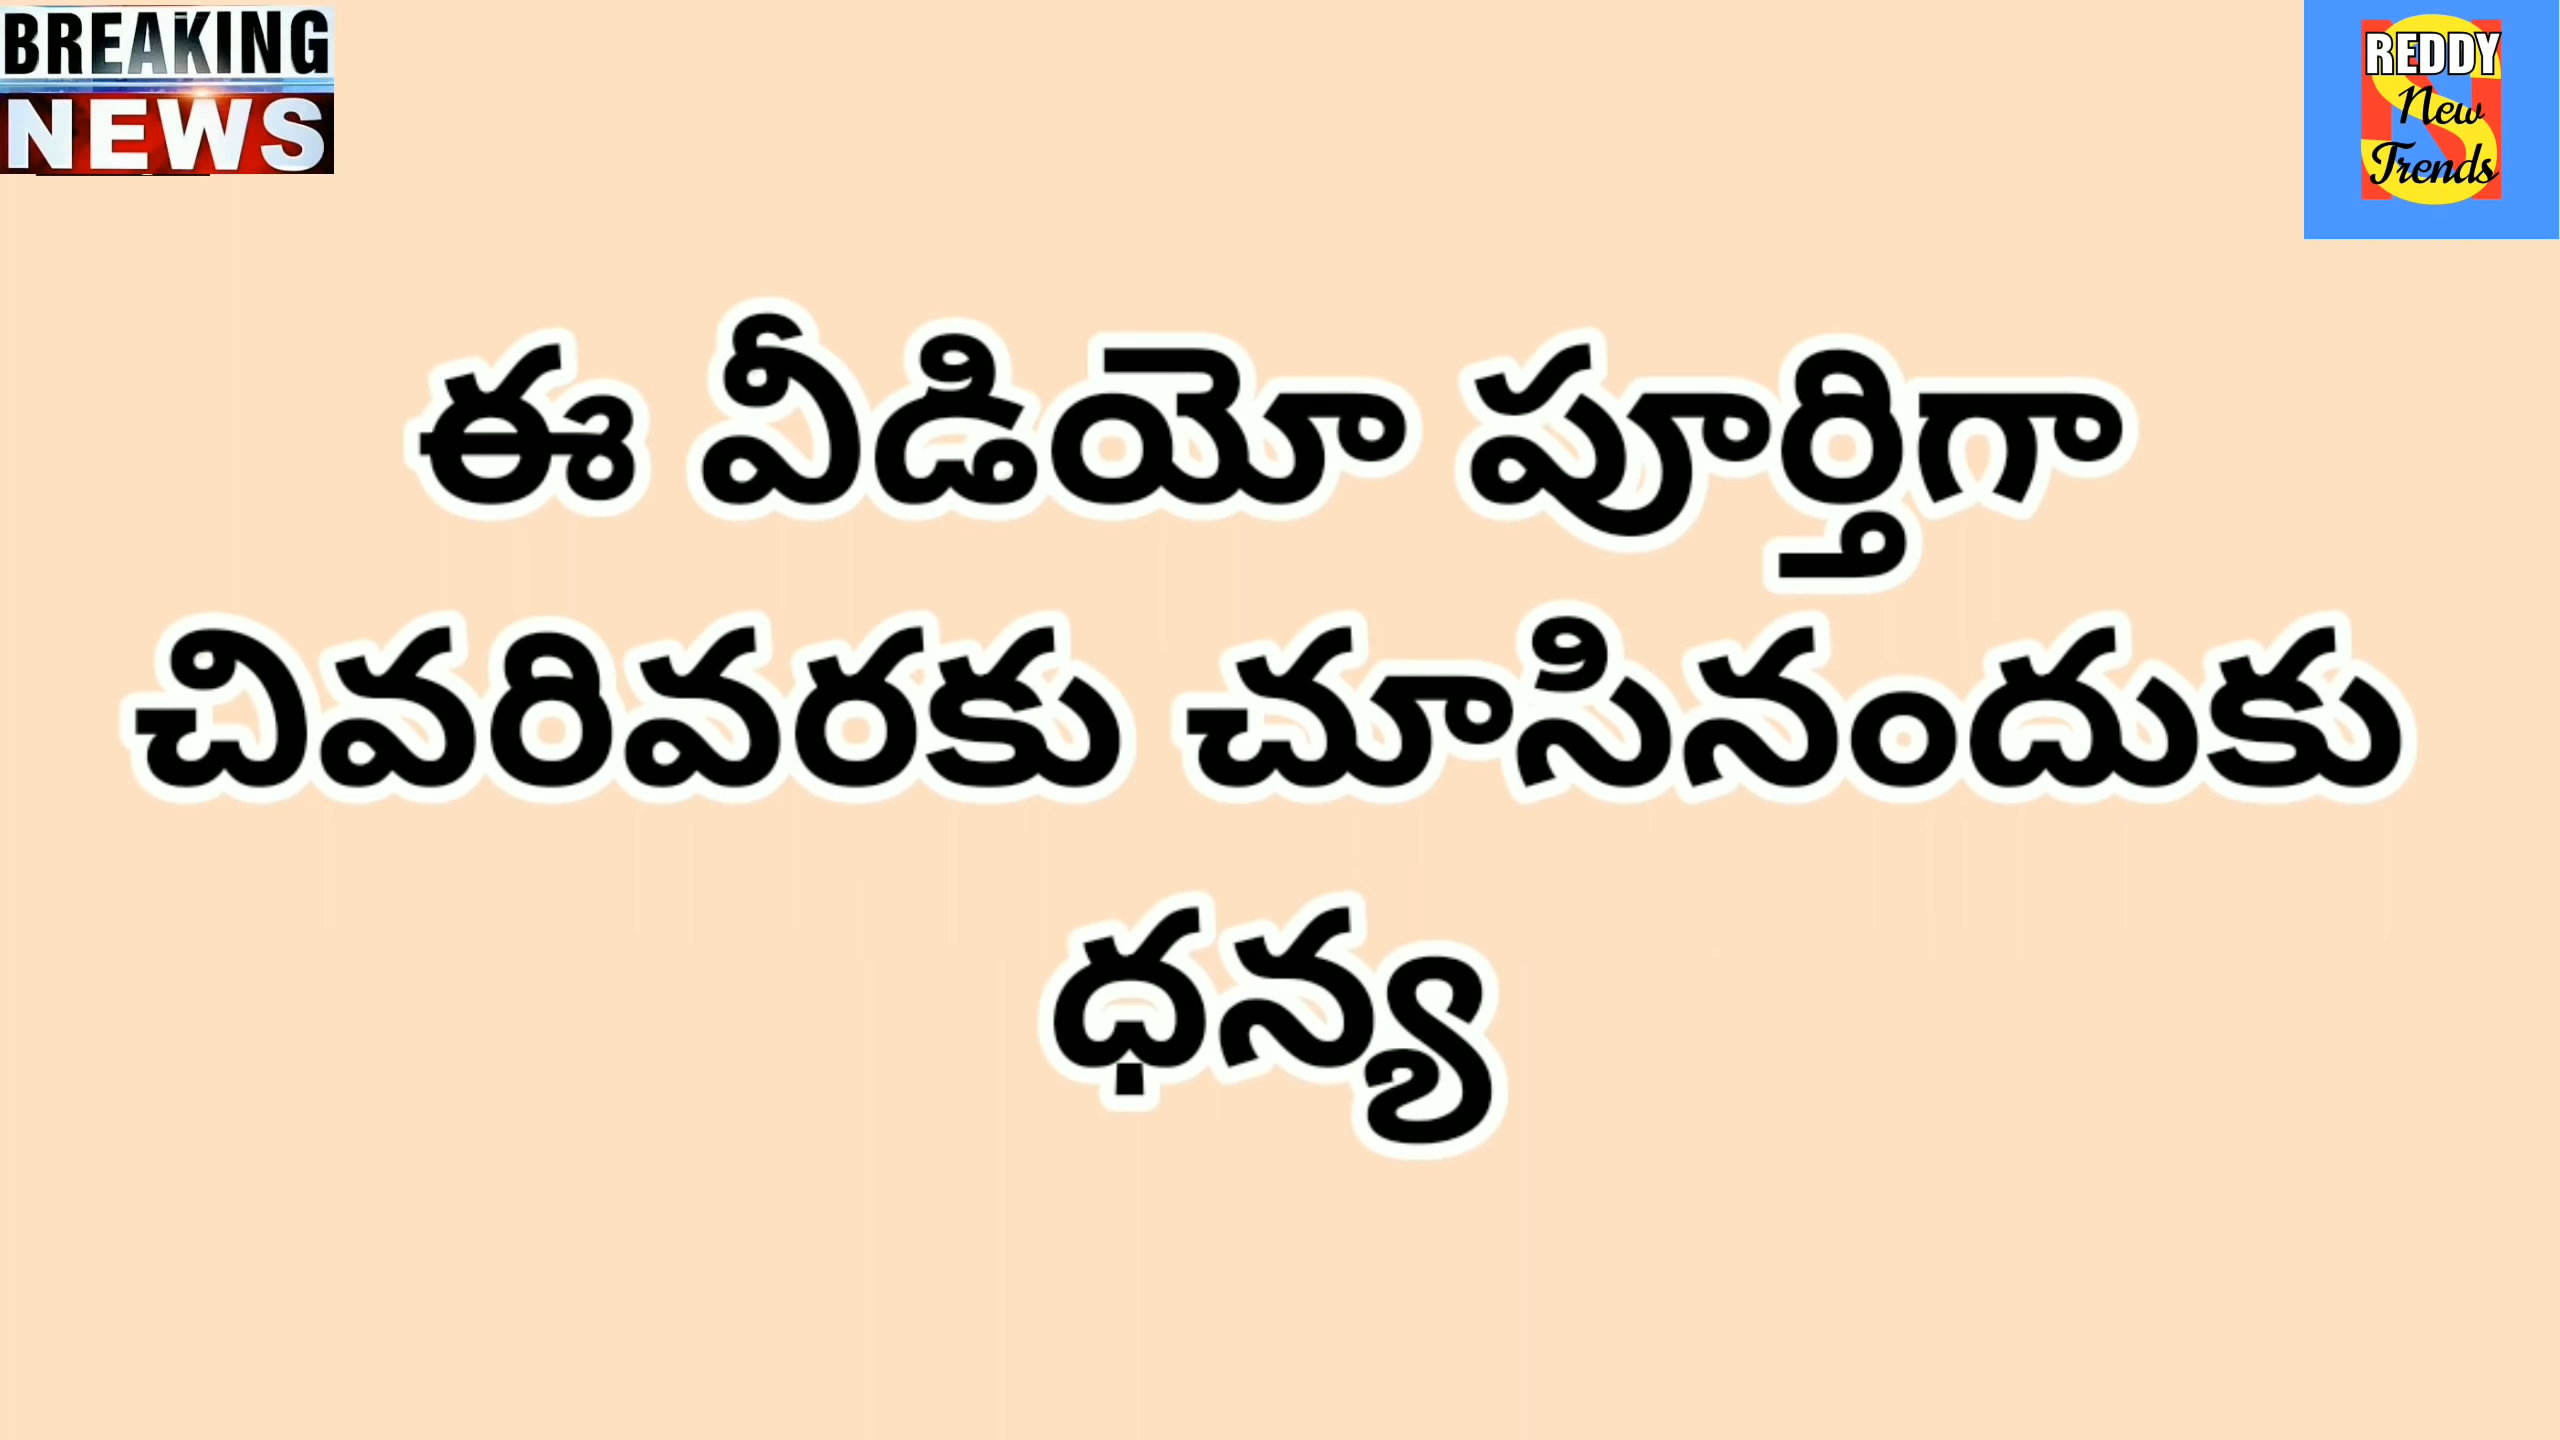 BREAKING
NEWS
REDDY
New
Trends
ఈ వీడియో పూర్తిగా
చివరివరకు చూసినందుకు
ధన్య